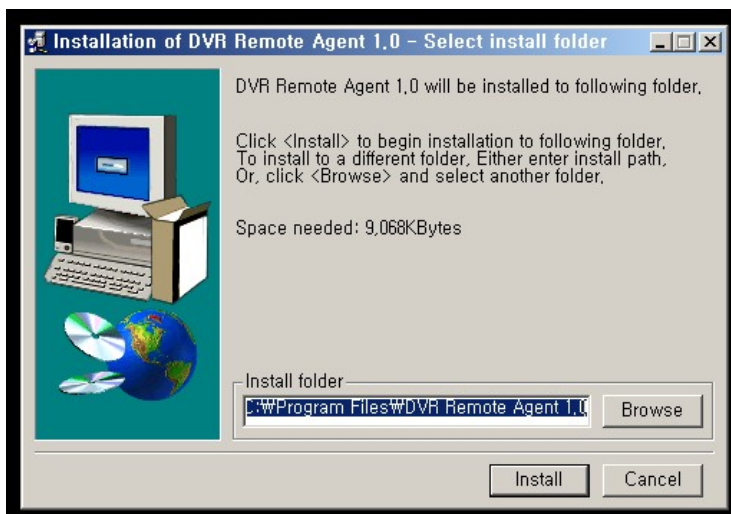 Installation of DVR Remote Agent 1.0 - Select install folder
DVR Remote Agent 1.0 will be installed to following folder.
Click <Install> to begin installation to following folder.
To install to a different folder, Either enter install path,
Or, click <Browse> and select another folder.
Space needed: 9,068KBytes
Install folder
C:₩Program Files₩DVR Remote Agent 1.0
Browse
Install
Cancel